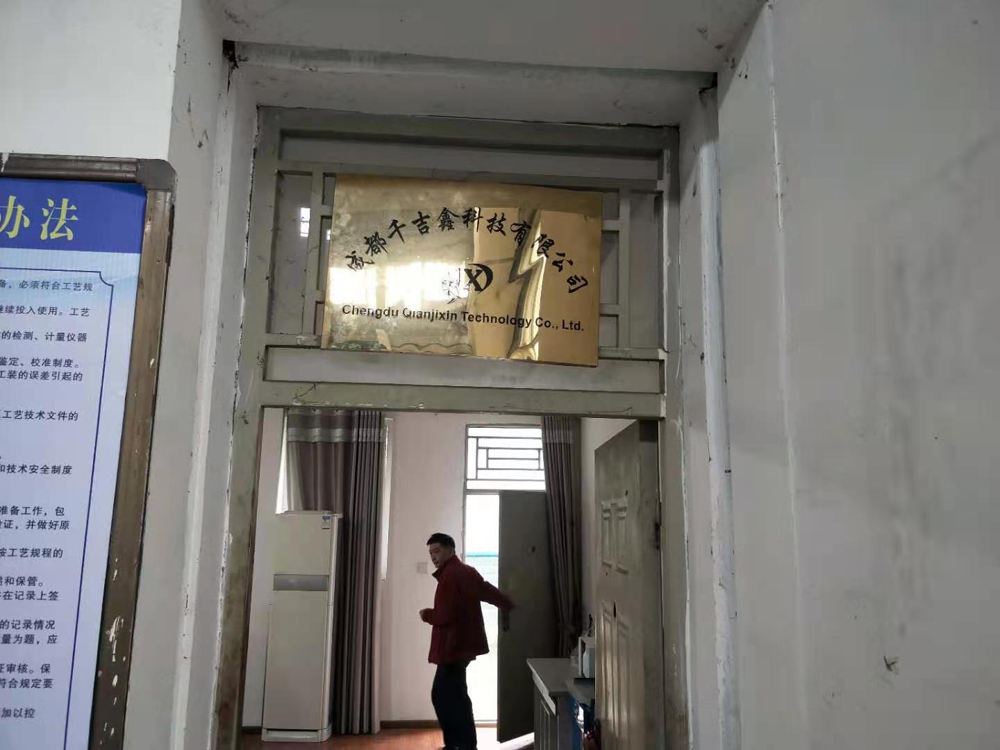 办法
备，必须符合工艺规
继续投入使用。工艺
的检测、计量仪器
鉴定、校准制度。
工装的误差引起的
工艺技术文件的
和技术安全制度
准备工作，包
验证，并做好原
按工艺规程的
和保管。
在记录上签
的记录情况
量为题，应
审核。保
符合规定要
加以控
成都千吉鑫科技有限公司
Chengdu Qianjixin Technology Co., Ltd.